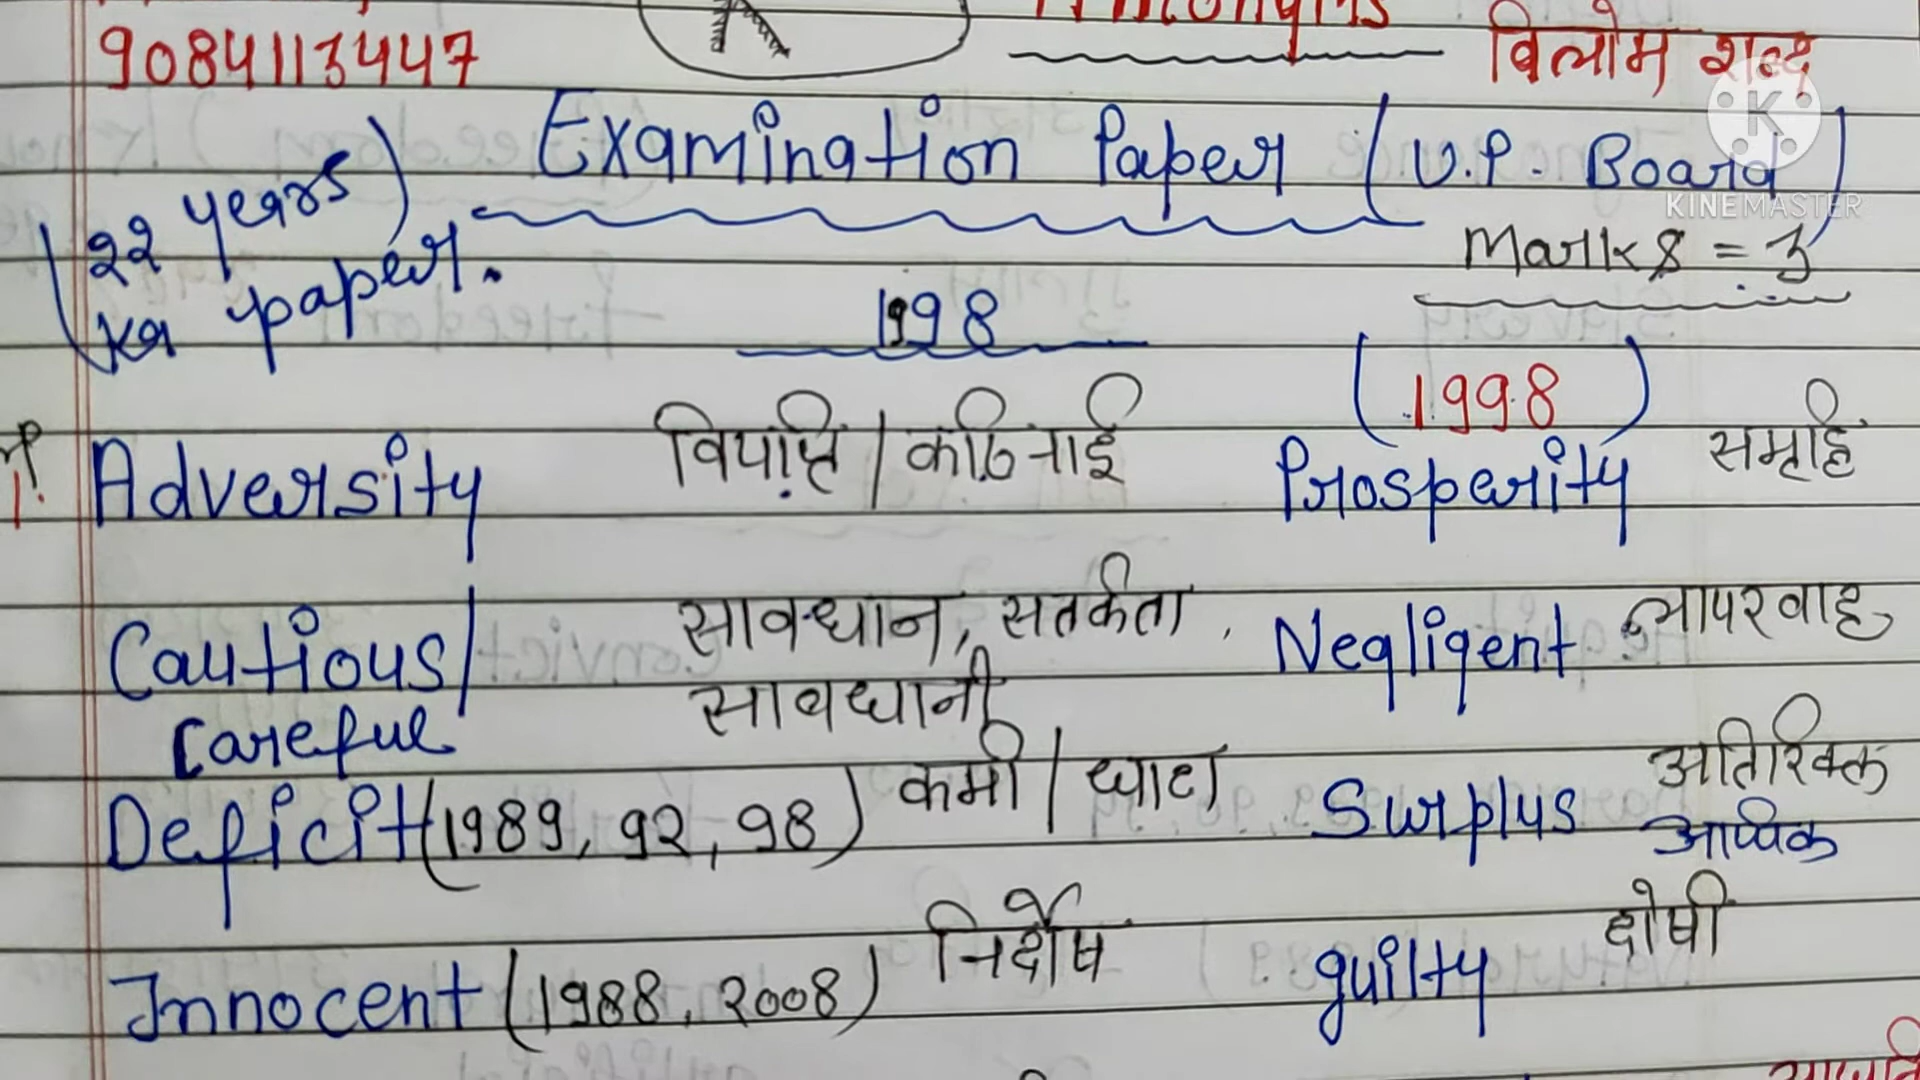 9084113447
विलोम शब्द
Examination Paper (U.P. Board)
KINEMASTER
(22 years)
ka paper.
Marks = 3
1998
(1998)
1. Adversity विपत्ति / कठिनाई Prosperity समृद्धि
Cautious/ सावधान, सतर्कता, Negligent लापरवाह
Careful सावधानी
Deficit (1989, 92, 98) कमी / घाटा Surplus अतिरिक्त
अधिक
Innocent (1988, 2008) निर्दोष guilty दोषी